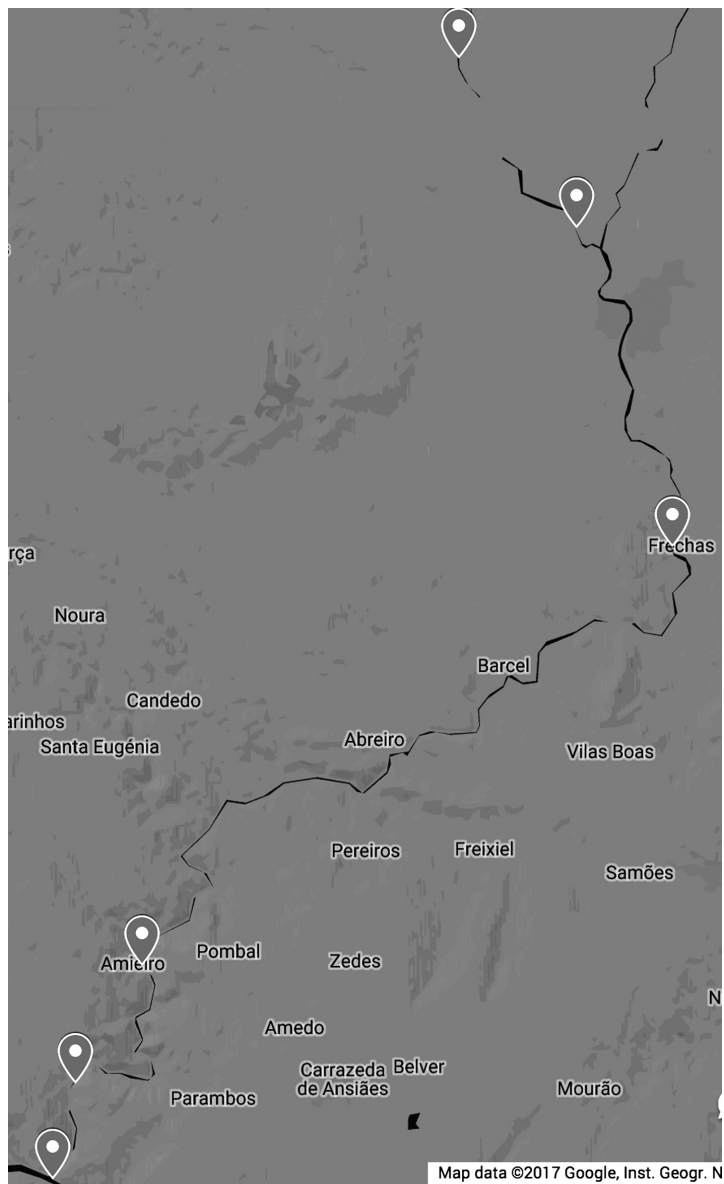 Frechas
rça
Noura
Barcel
Candedo
arinhos
Santa Eugénia
Abreiro
Vilas Boas
Pereiros
Freixiel
Samões
Amieiro
Pombal
Zedes
N
Amedo
Carrazeda
de Ansiães
Belver
Parambos
Mourão
Map data ©2017 Google, Inst. Geogr. N